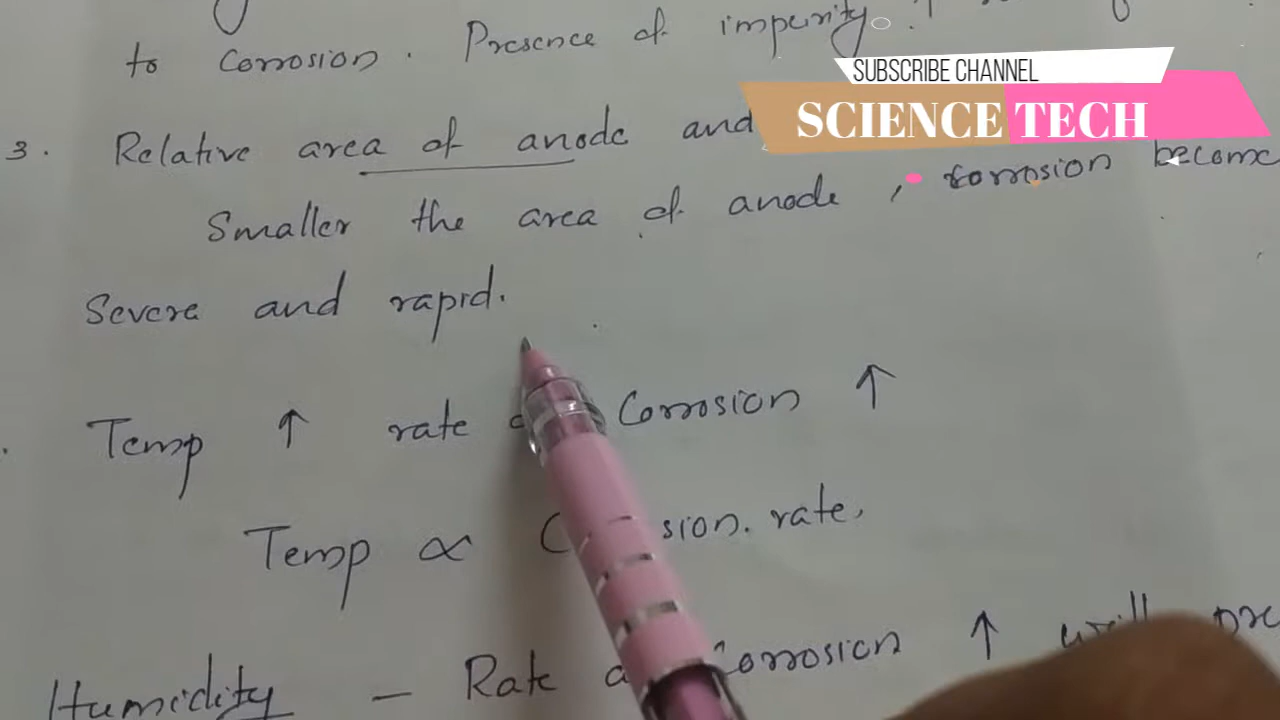 to Corrosion. Presence of impurity
SUBSCRIBE CHANNEL
SCIENCE TECH
3. Relative area of anode and
Smaller the area of anode, corrosion become
Severe and rapid.
Temp ↑ rate Corrosion ↑
Temp ∝ sion rate.
Humidity - Rate Corrosion ↑ will